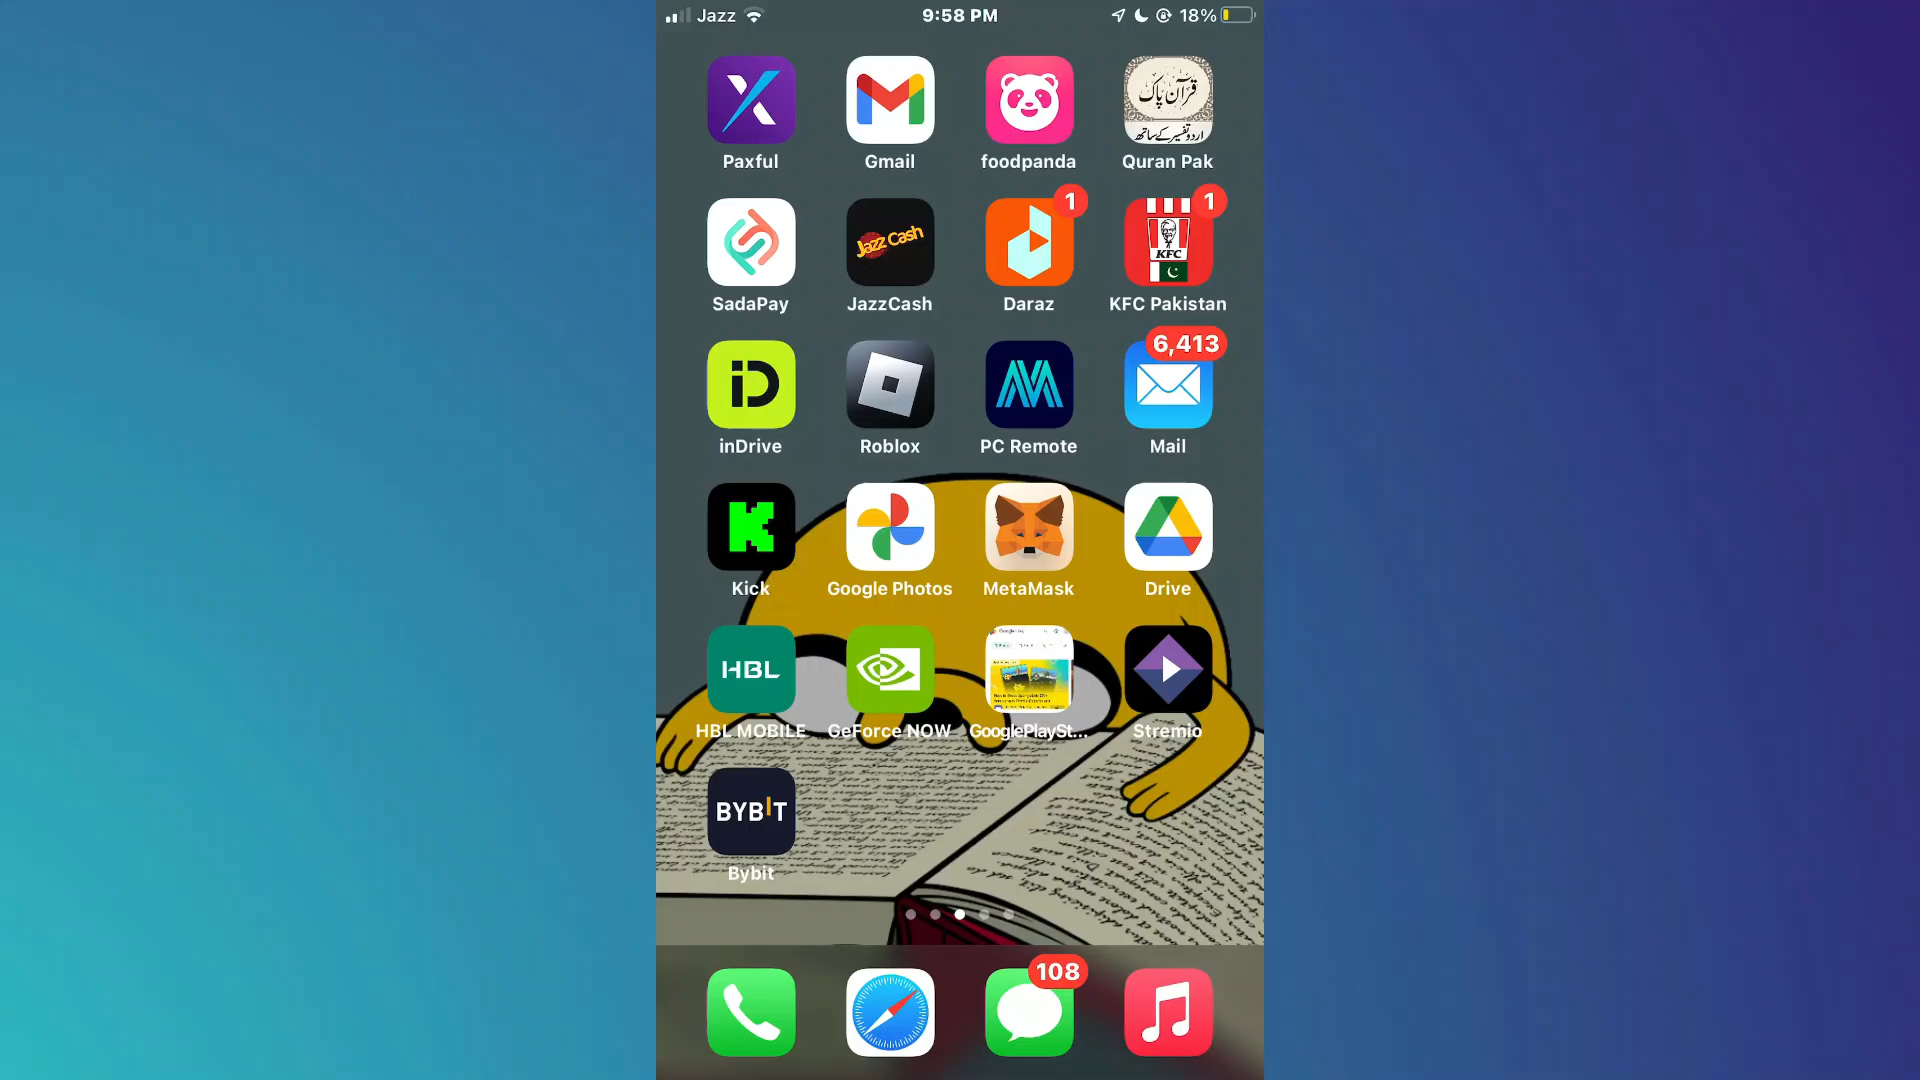 Jazz
9:58 PM
18%
قرآن پاک
اردو تفسیر کے ساتھ
Paxful
Gmail
foodpanda
Quran Pak
Jazz Cash
1
1
KFC
SadaPay
JazzCash
Daraz
KFC Pakistan
iD
6,413
inDrive
Roblox
PC Remote
Mail
Kick
Google Photos
MetaMask
Drive
HBL
HBL MOBILE
GeForce NOW
GooglePlaySt...
Stremio
BYBIT
Bybit
108